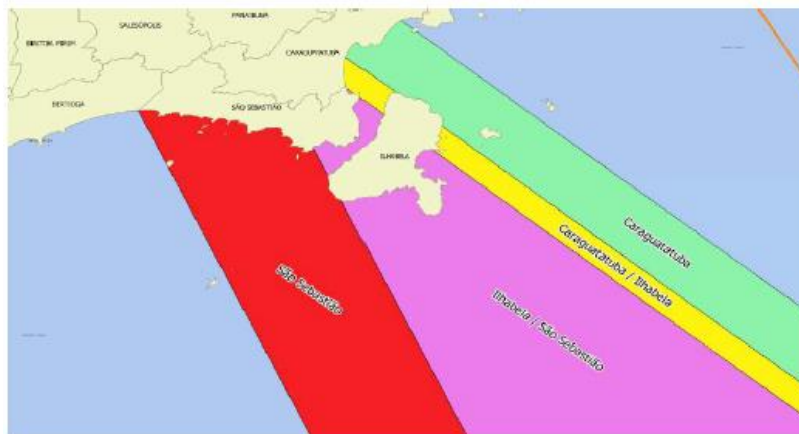 PARAIBUNA
SALESÓPOLIS
CARAGUATATUBA
BERTIOGA
SÃO SEBASTIÃO
ILHABELA
Caraguatatuba
Caraguatatuba / Ilhabela
São Sebastião
Ilhabela / São Sebastião